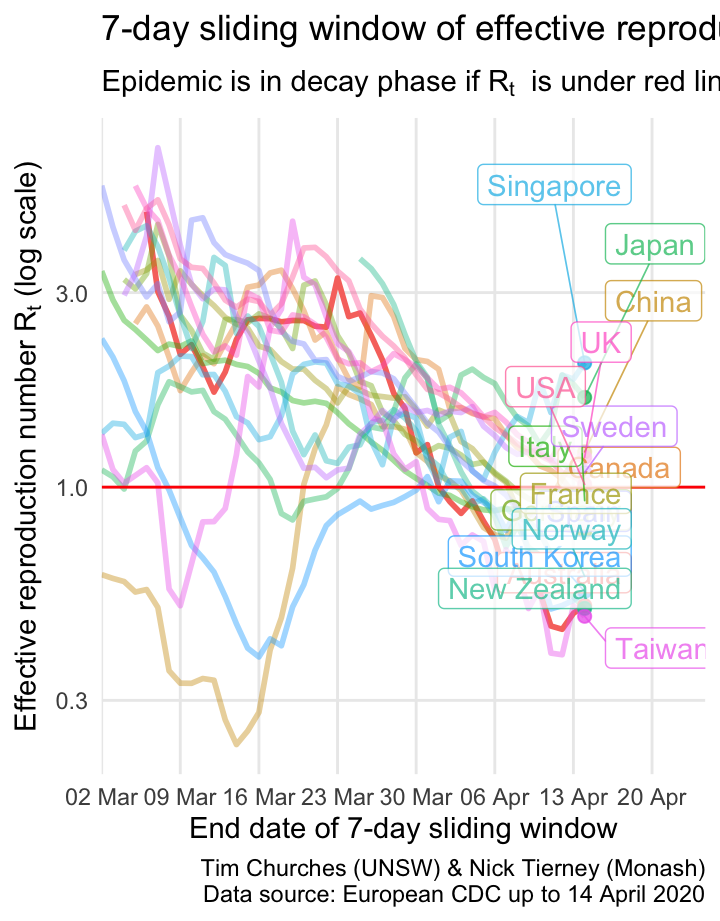 7-day sliding window of effective reprodu
Epidemic is in decay phase if Rt is under red lin
Effective reproduction number Rt (log scale)
3.0
1.0
0.3
Singapore
Japan
China
UK
USA
Sweden
Italy
anada
France
Spain
Norway
South Korea
Australia
New Zealand
Taiwan
02 Mar 09 Mar 16 Mar 23 Mar 30 Mar 06 Apr 13 Apr 20 Apr
End date of 7-day sliding window
Tim Churches (UNSW) & Nick Tierney (Monash)
Data source: European CDC up to 14 April 2020